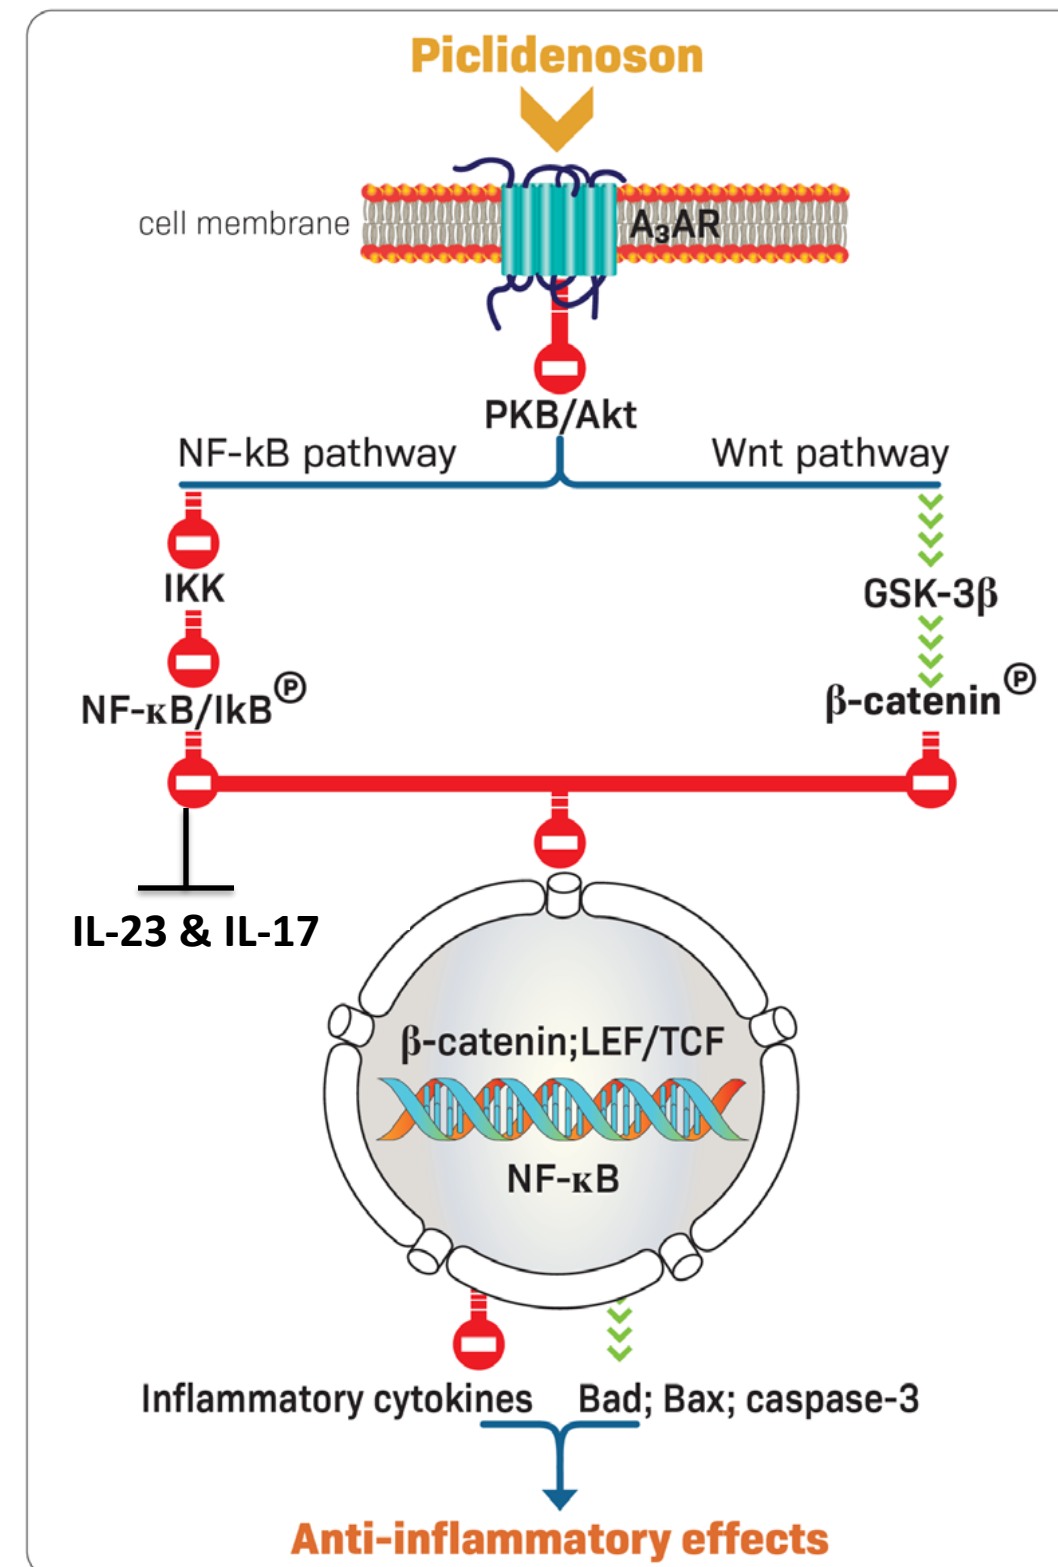 Piclidenoson
cell membrane
A₃AR
PKB/Akt
NF-kB pathway
Wnt pathway
IKK
GSK-3β
NF-κB/IkB Ⓟ
β-catenin Ⓟ
IL-23 & IL-17
β-catenin;LEF/TCF
NF-κB
Inflammatory cytokines
Bad; Bax; caspase-3
Anti-inflammatory effects